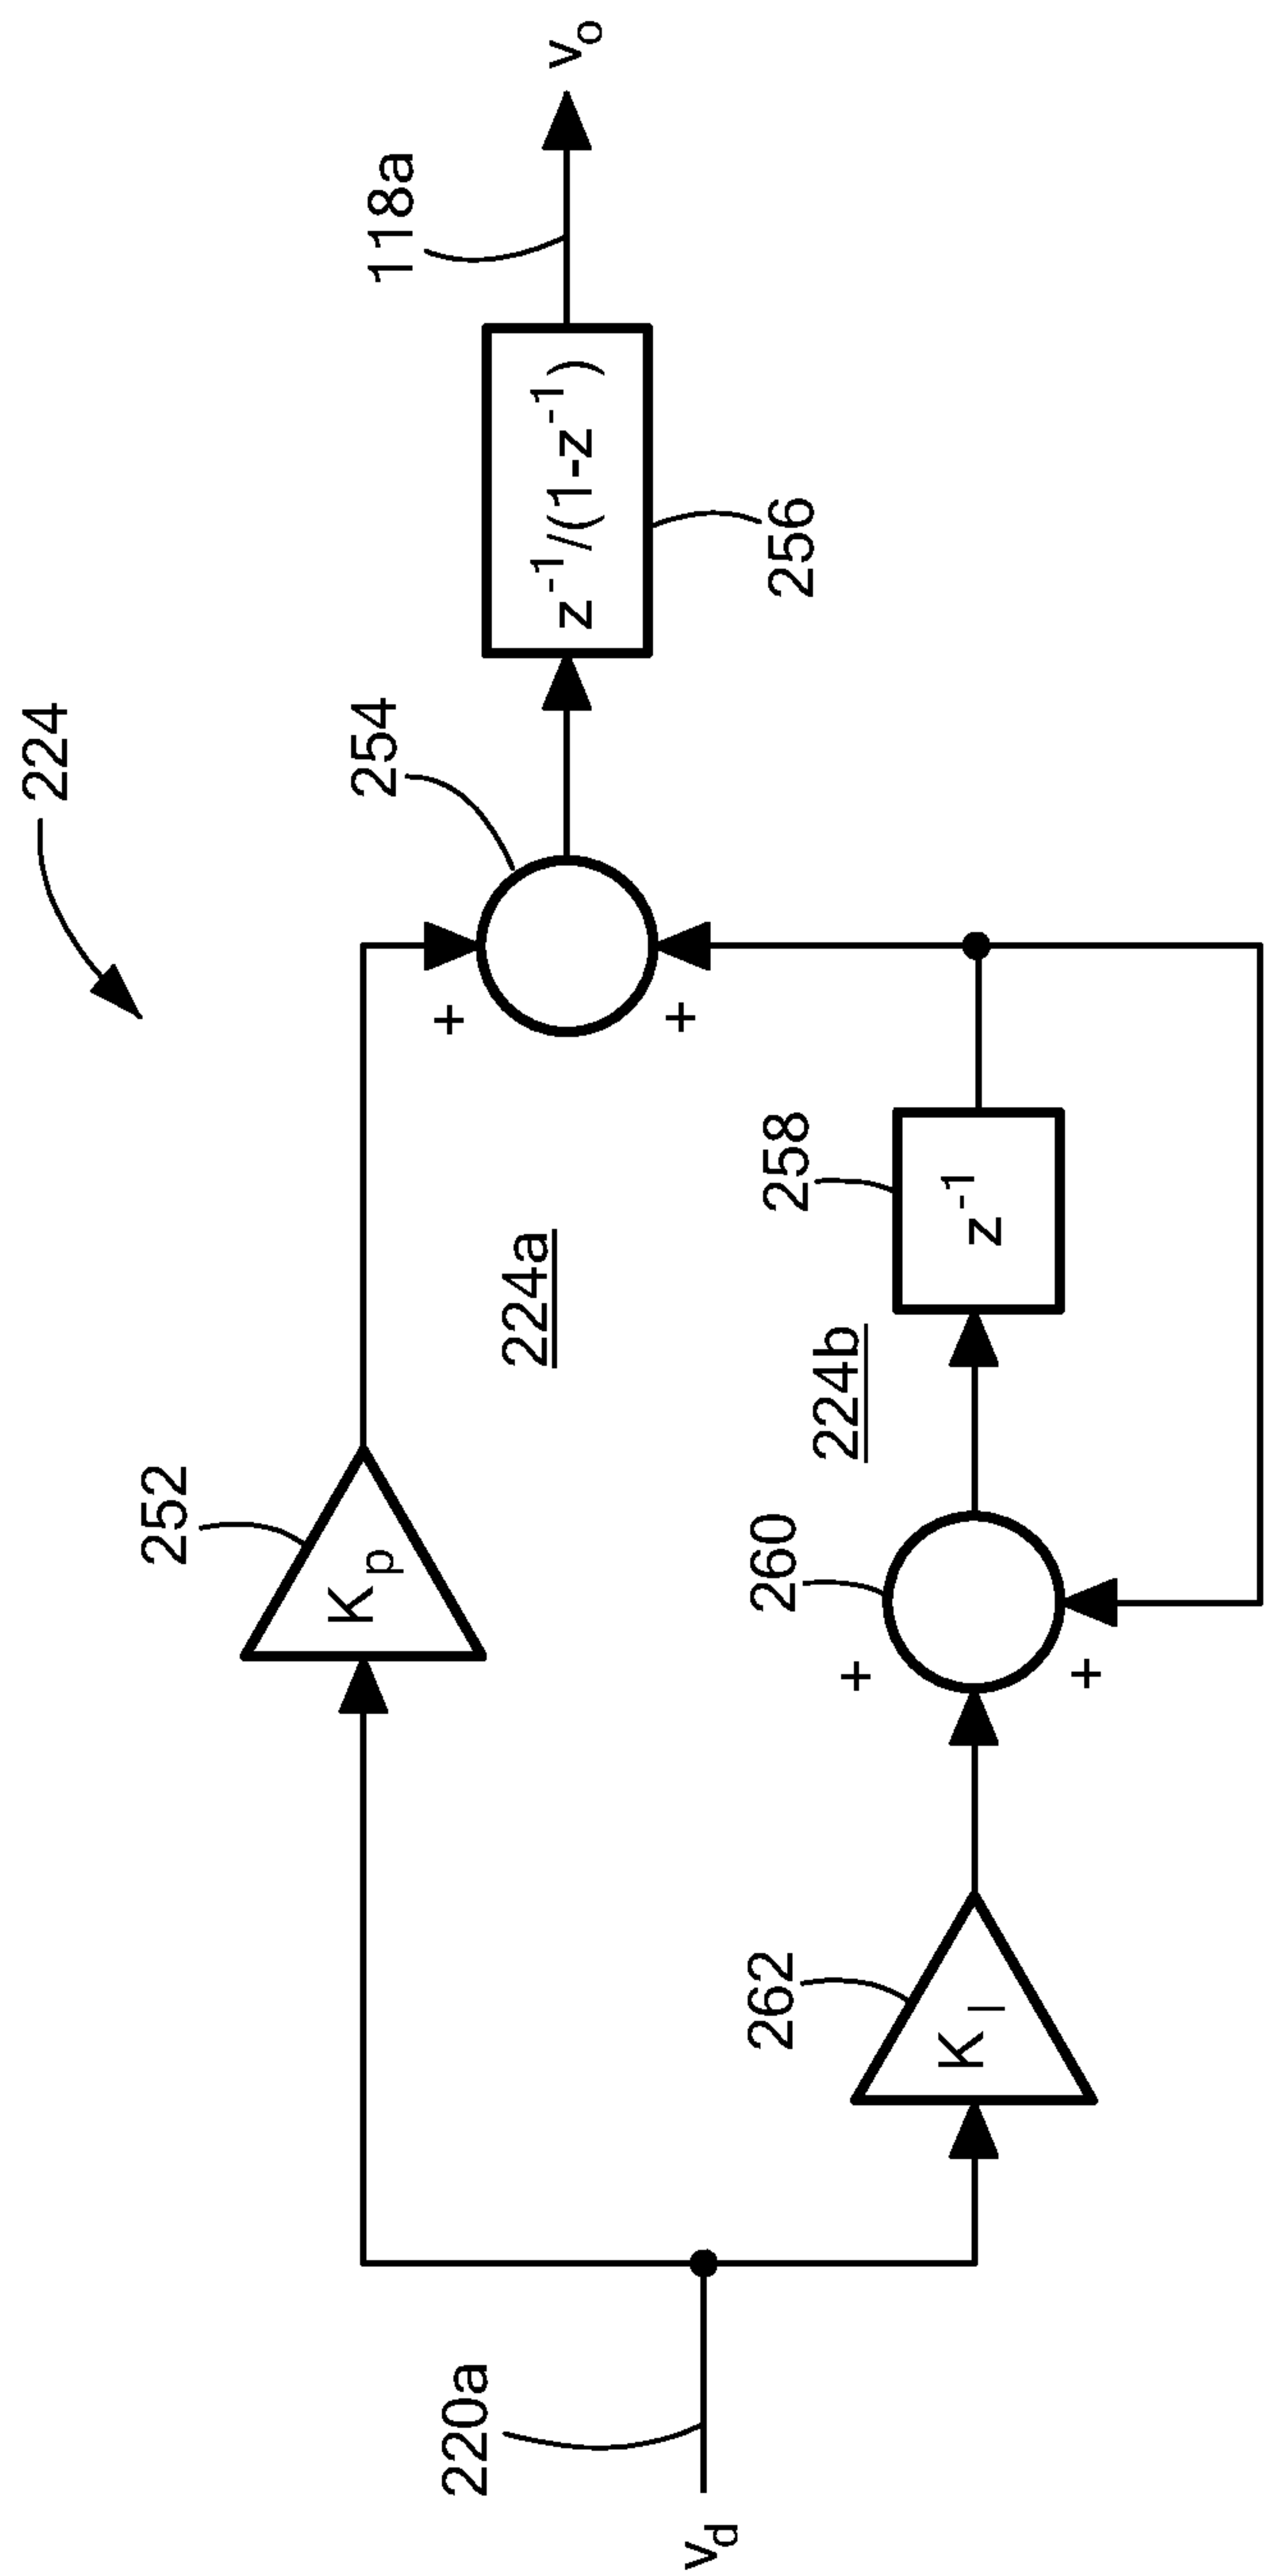 224
252
K_p
254
118a
v_o
z^-1/(1-z^-1)
256
+
+
224a
220a
v_d
262
K_I
260
+
+
224b
258
z^-1